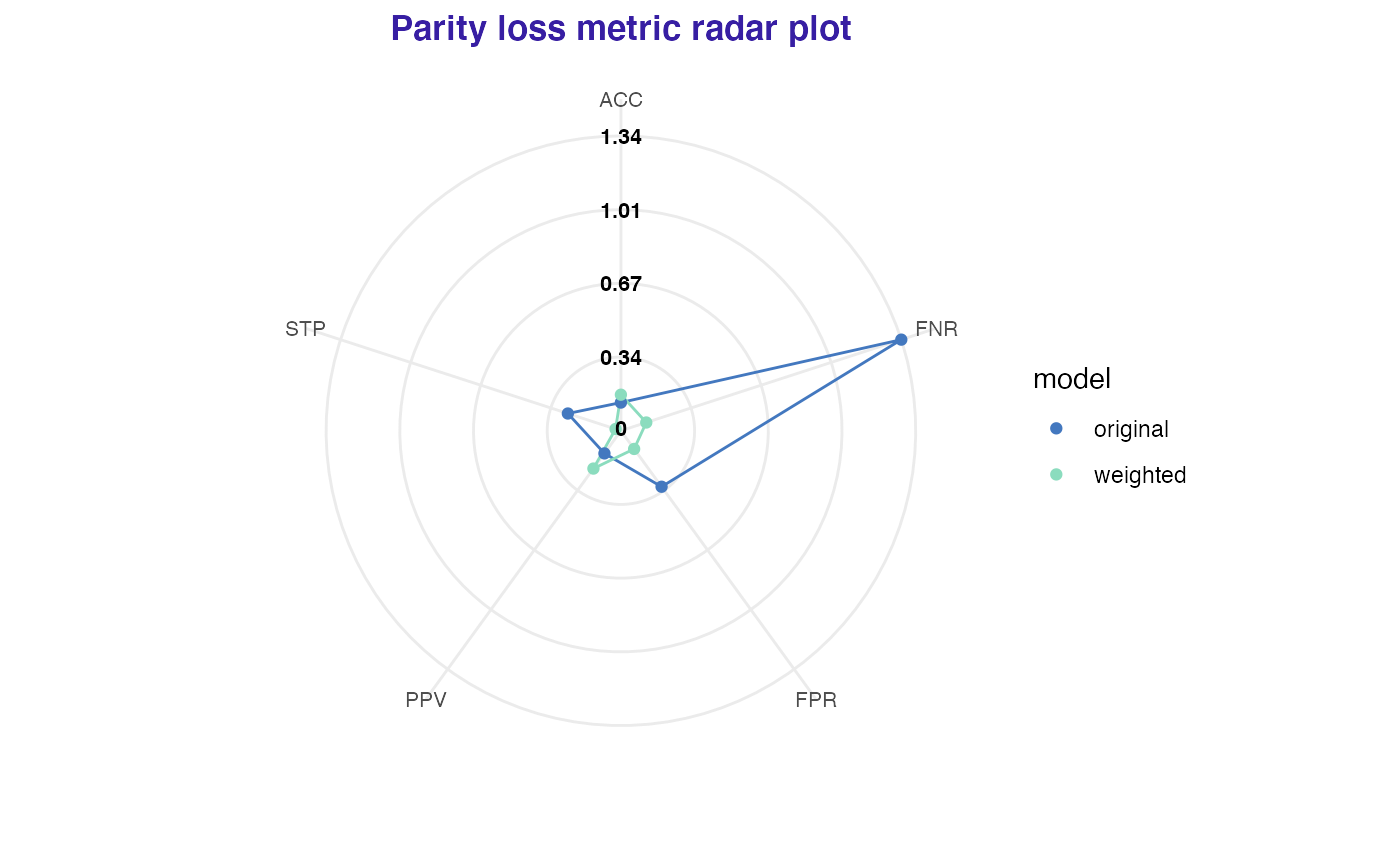 Parity loss metric radar plot
ACC
1.34
1.01
0.67
STP
FNR
0.34
model
0
original
weighted
PPV
FPR